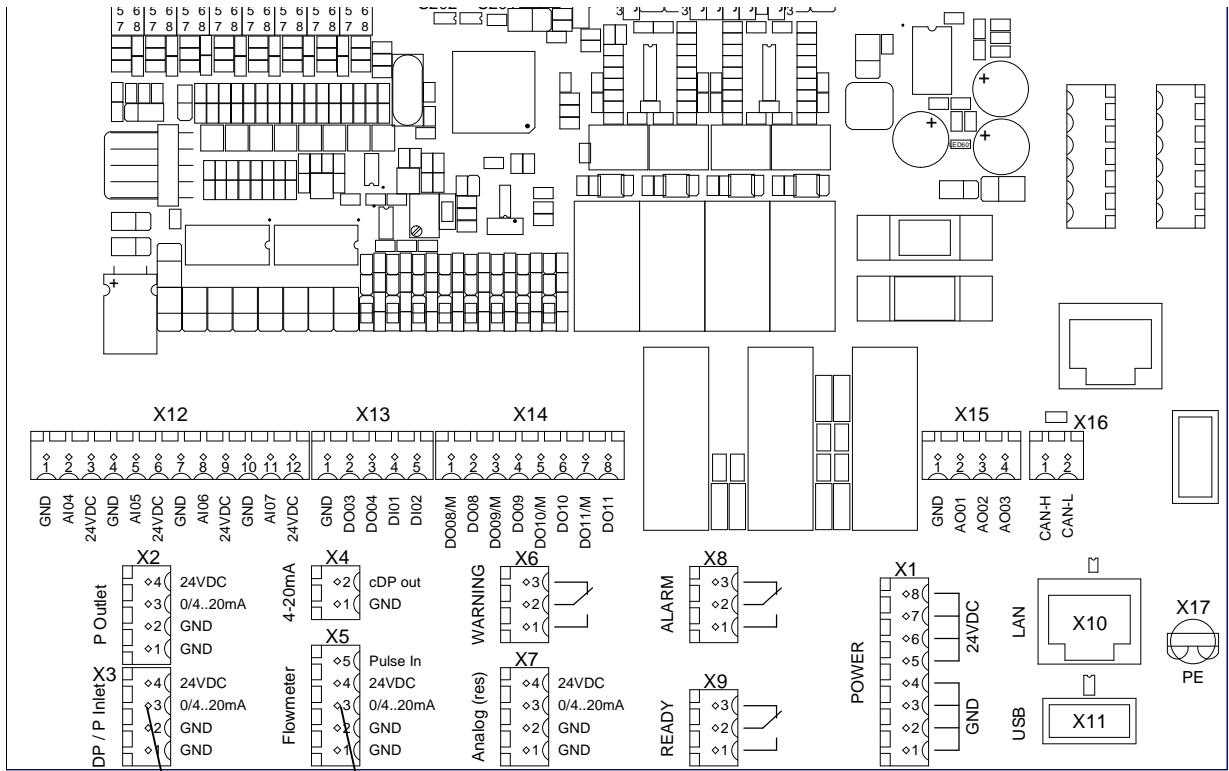 5 6 5 6 5 6 5 6 5 6 5 6
7 8 7 8 7 8 7 8 7 8 7 8
3
3
+
+
+
LED60
+
X12
X13
X14
X15
X16
1 2 3 4 5 6 7 8 9 10 11 12
1 2 3 4 5
1 2 3 4 5 6 7 8
1 2 3 4
1 2
GND
AI04
24VDC
GND
AI05
24VDC
GND
AI06
24VDC
GND
AI07
24VDC
GND
DO03
DO04
DI01
DI02
DO08/M
DO08
DO09/M
DO09
DO10/M
DO10
DO11/M
DO11
GND
AO01
AO02
AO03
CAN-H
CAN-L
X2
P Outlet
4 24VDC
3 0/4..20mA
2 GND
1 GND
X4
4-20mA
2 cDP out
1 GND
X6
WARNING
3
2
1
X8
ALARM
3
2
1
X1
POWER
8
7
6
5
24VDC
4
3
2
1
GND
LAN
X10
X17
PE
X3
DP / P Inlet
4 24VDC
3 0/4..20mA
2 GND
1 GND
X5
Flowmeter
5 Pulse In
4 24VDC
3 0/4..20mA
2 GND
1 GND
X7
Analog (res)
4 24VDC
3 0/4..20mA
2 GND
1 GND
X9
READY
3
2
1
USB
X11